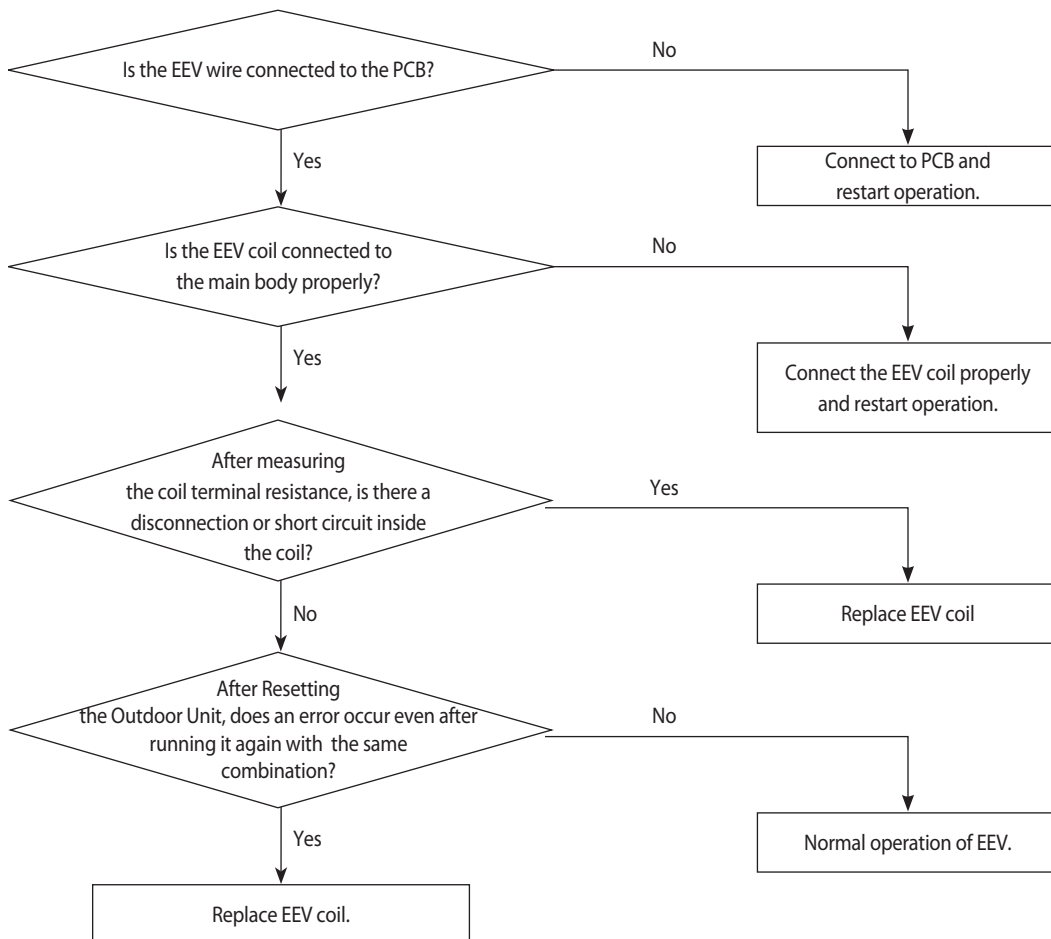 Is the EEV wire connected to the PCB?
No
Yes
Connect to PCB and
restart operation.
Is the EEV coil connected to
the main body properly?
No
Yes
Connect the EEV coil properly
and restart operation.
After measuring
the coil terminal resistance, is there a
disconnection or short circuit inside
the coil?
Yes
No
Replace EEV coil
After Resetting
the Outdoor Unit, does an error occur even after
running it again with the same
combination?
No
Yes
Normal operation of EEV.
Replace EEV coil.